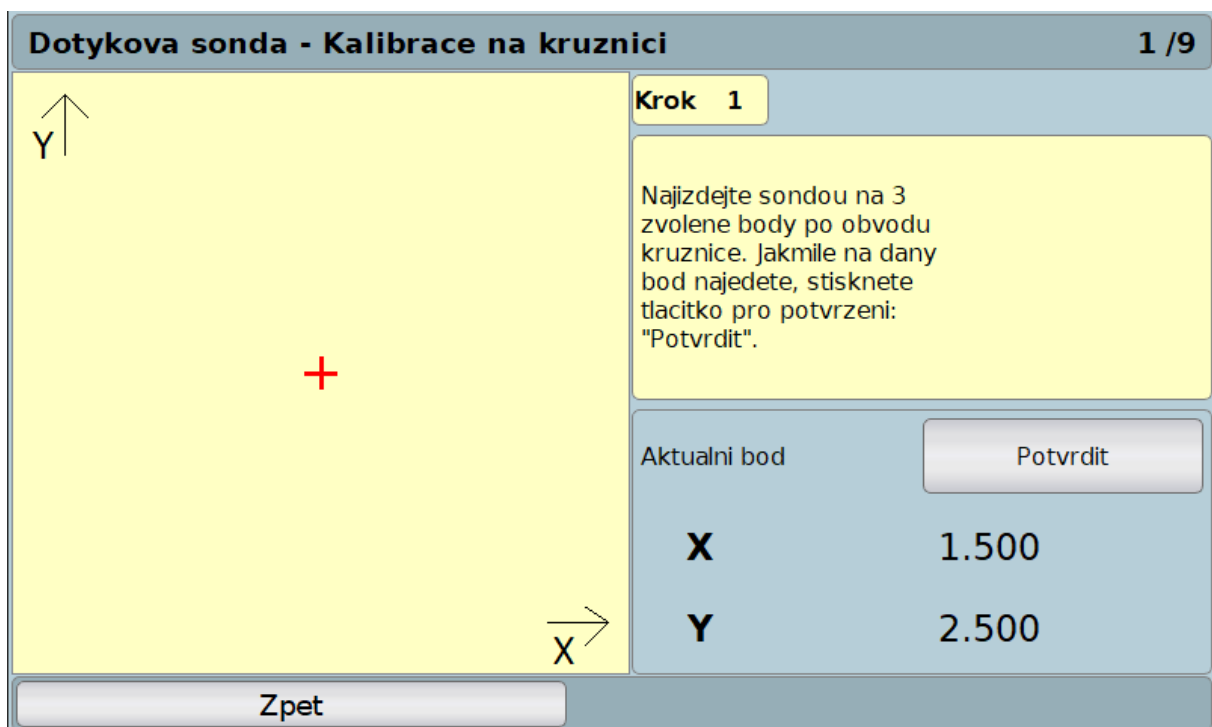 Dotykova sonda - Kalibrace na kruznici 1 /9
Y
Krok 1
Najizdejte sondou na 3
zvolene body po obvodu
kruznice. Jakmile na dany
bod najedete, stisknete
tlacitko pro potvrzeni:
"Potvrdit".
Aktualni bod Potvrdit
X 1.500
Y 2.500
X
Zpet